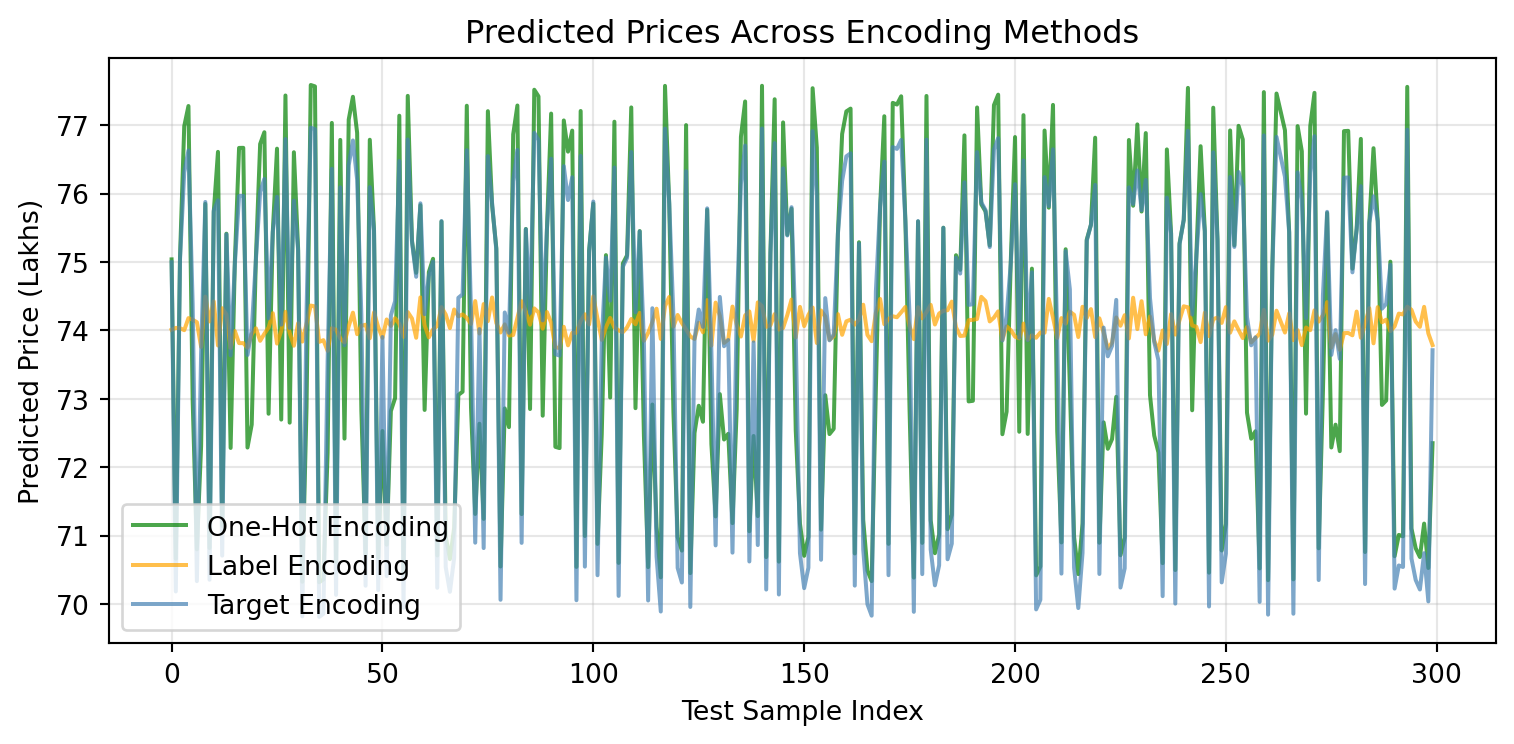 Predicted Prices Across Encoding Methods
Predicted Price (Lakhs)
77
76
75
74
73
72
71
70
One-Hot Encoding
Label Encoding
Target Encoding
0 50 100 150 200 250 300
Test Sample Index